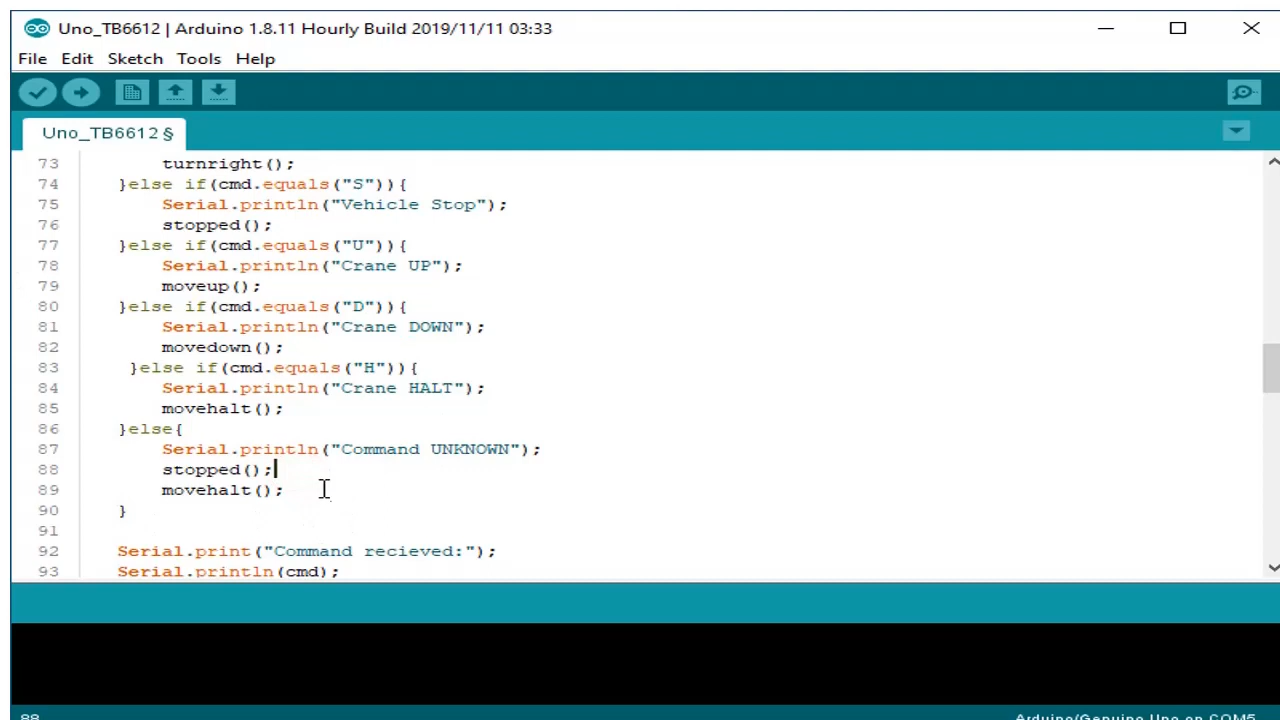 Uno_TB6612 | Arduino 1.8.11 Hourly Build 2019/11/11 03:33
File Edit Sketch Tools Help
Uno_TB6612 §
73 turnright();
74 }else if(cmd.equals("S")){
75 Serial.println("Vehicle Stop");
76 stopped();
77 }else if(cmd.equals("U")){
78 Serial.println("Crane UP");
79 moveup();
80 }else if(cmd.equals("D")){
81 Serial.println("Crane DOWN");
82 movedown();
83 }else if(cmd.equals("H")){
84 Serial.println("Crane HALT");
85 movehalt();
86 }else{
87 Serial.println("Command UNKNOWN");
88 stopped();
89 movehalt();
90 }
91
92 Serial.print("Command recieved:");
93 Serial.println(cmd);
88 Arduino/Genuino Uno on COM5